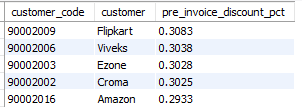 customer_code customer pre_invoice_discount_pct
90002009 Flipkart 0.3083
90002006 Viveks 0.3038
90002003 Ezone 0.3028
90002002 Croma 0.3025
90002016 Amazon 0.2933